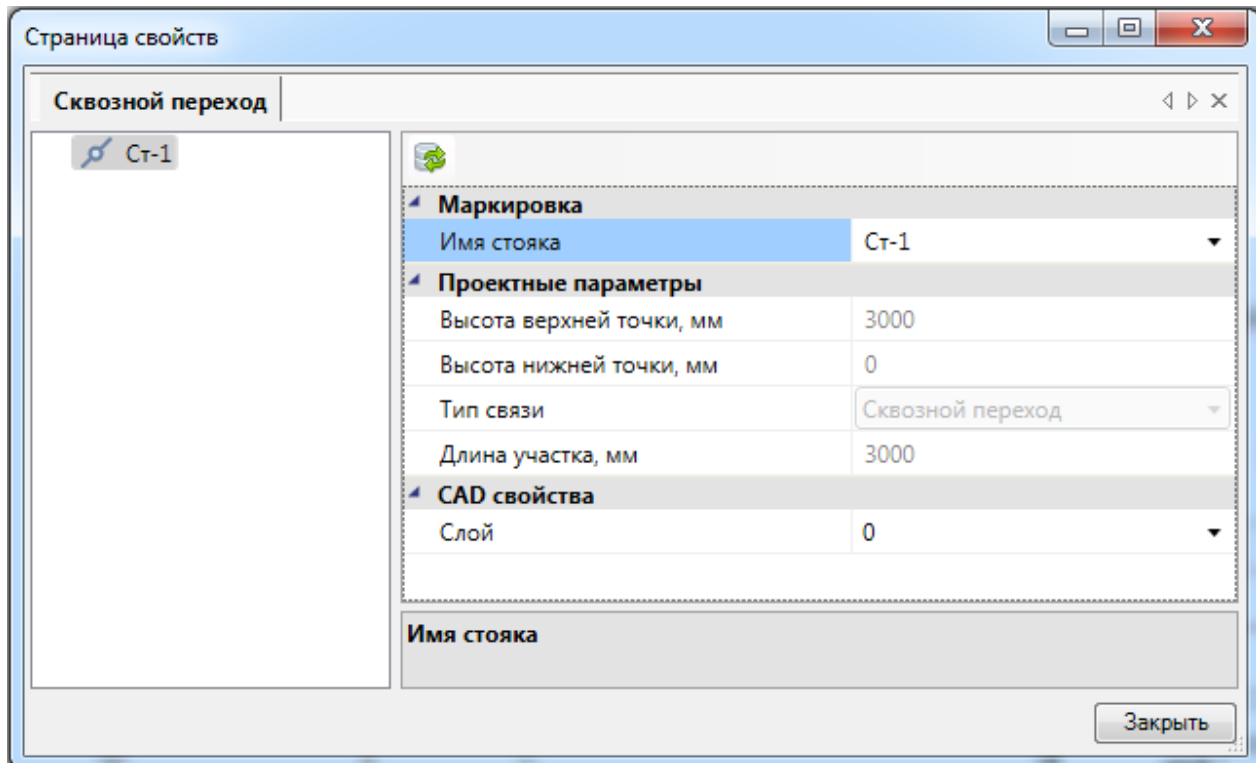 Страница свойств
Сквозной переход
Ст-1
Маркировка
Имя стояка Ст-1
Проектные параметры
Высота верхней точки, мм 3000
Высота нижней точки, мм 0
Тип связи Сквозной переход
Длина участка, мм 3000
CAD свойства
Слой 0
Имя стояка
Закрыть